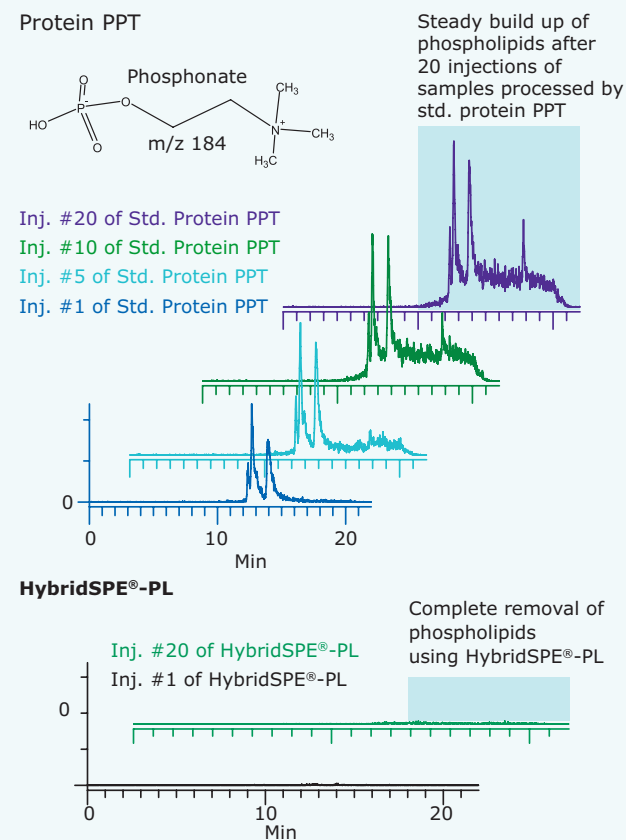 Protein PPT
Steady build up of
phospholipids after
20 injections of
samples processed by
std. protein PPT
Phosphonate
m/z 184
O
P-
O
HO
O
N+
CH3
CH3
H3C
Inj. #20 of Std. Protein PPT
Inj. #10 of Std. Protein PPT
Inj. #5 of Std. Protein PPT
Inj. #1 of Std. Protein PPT
0
0 10 20
Min
HybridSPE®-PL
Complete removal of
phospholipids
using HybridSPE®-PL
Inj. #20 of HybridSPE®-PL
Inj. #1 of HybridSPE®-PL
0
0 10 20
Min